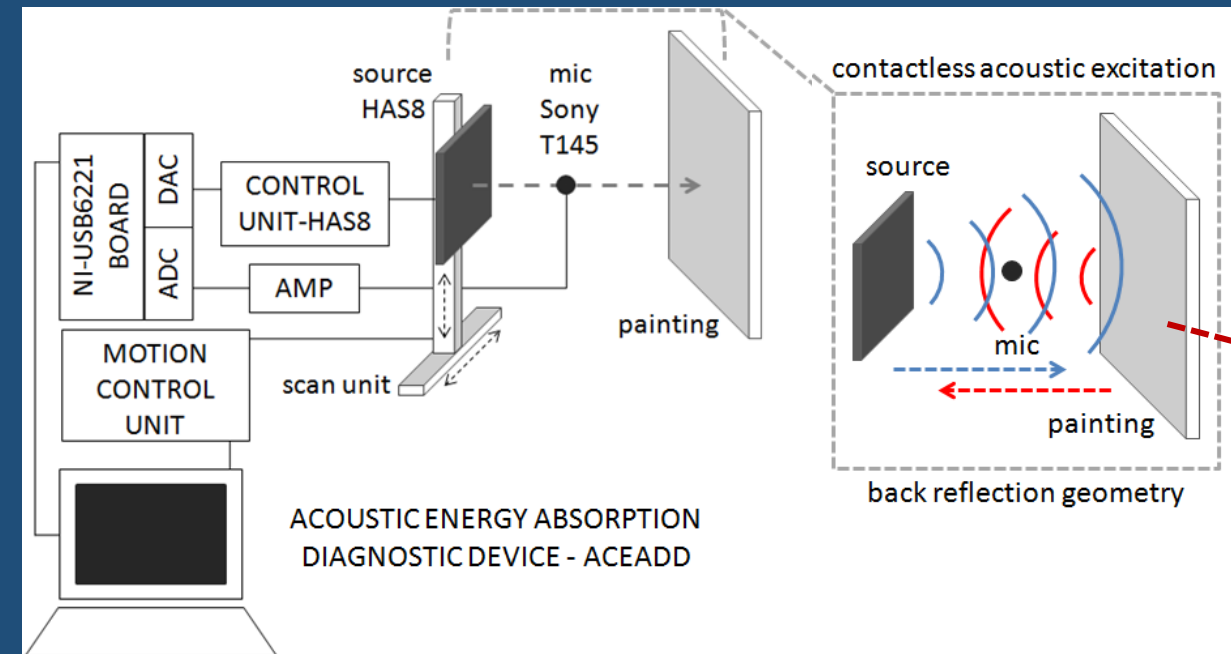 source
HAS8
mic
Sony
T145
NI-USB6221
BOARD
DAC
ADC
CONTROL
UNIT-HAS8
AMP
MOTION
CONTROL
UNIT
scan unit
painting
ACOUSTIC ENERGY ABSORPTION
DIAGNOSTIC DEVICE - ACEADD
contactless acoustic excitation
source
mic
painting
back reflection geometry